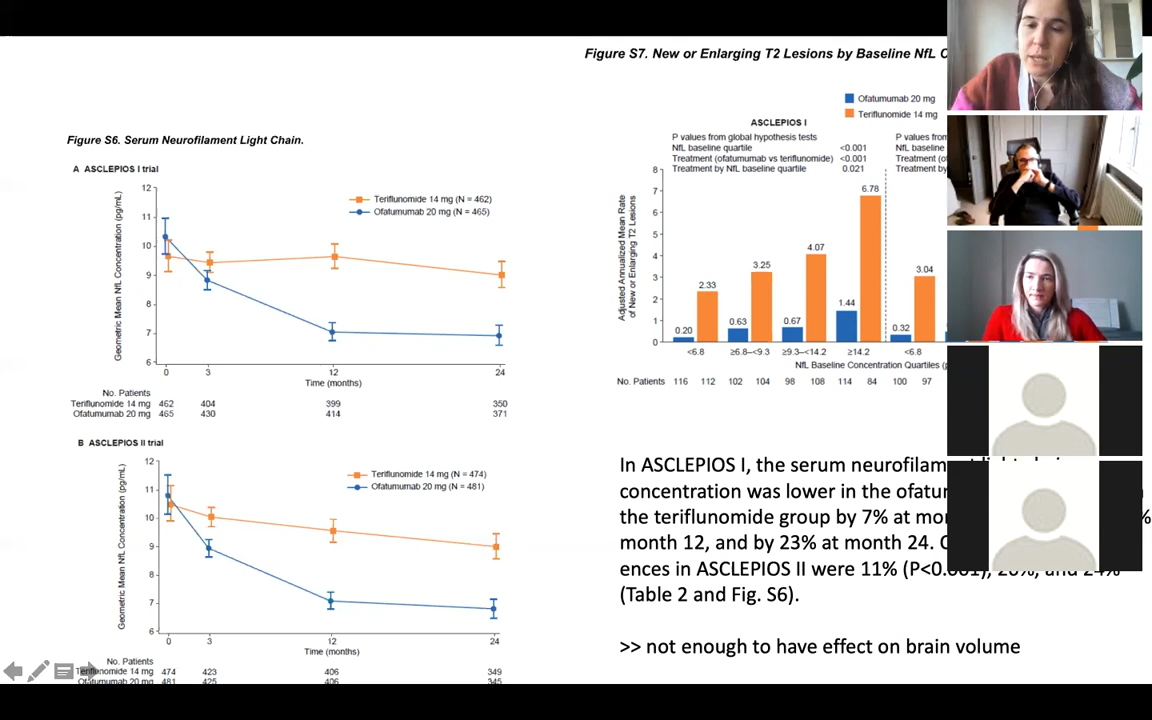 Figure S6. Serum Neurofilament Light Chain.
A ASCLEPIOS I trial
Geometric Mean NfL Concentration (pg/mL)
12
11
10
9
8
7
6
Teriflunomide 14 mg (N = 462)
Ofatumumab 20 mg (N = 465)
0 3 12 24
Time (months)
No. Patients
Teriflunomide 14 mg 462 404 399 350
Ofatumumab 20 mg 465 430 414 371
B ASCLEPIOS II trial
Geometric Mean NfL Concentration (pg/mL)
12
11
10
9
8
7
6
Teriflunomide 14 mg (N = 474)
Ofatumumab 20 mg (N = 481)
0 3 12 24
Time (months)
No. Patients
Teriflunomide 14 mg 474 423 406 349
Ofatumumab 20 mg 481 425 406 345
Figure S7. New or Enlarging T2 Lesions by Baseline NfL
Ofatumumab 20 mg
Teriflunomide 14 mg
ASCLEPIOS I
P values from global hypothesis tests
NfL baseline quartile <0.001
Treatment (ofatumumab vs teriflunomide) <0.001
Treatment by NfL baseline quartile 0.021
P values from
NfL baseline
Treatment
Treatment by
Adjusted Annualized Mean Rate
of New or Enlarging T2 Lesions
8
7
6
5
4
3
2
1
0
0.20 2.33 0.63 3.25 0.67 4.07 1.44 6.78 0.32 3.04
<6.8 ≥6.8–<9.3 ≥9.3–<14.2 ≥14.2 <6.8
NfL Baseline Concentration Quartiles
No. Patients 116 112 102 104 98 108 114 84 100 97
In ASCLEPIOS I, the serum
concentration was lower in the
the teriflunomide group by 7% at
month 12, and by 23% at month 24.
ences in ASCLEPIOS II were 11%
(Table 2 and Fig. S6).
>> not enough to have effect on brain volume